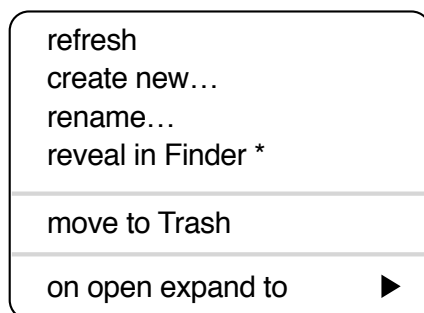 refresh
create new…
rename…
reveal in Finder *
move to Trash
on open expand to